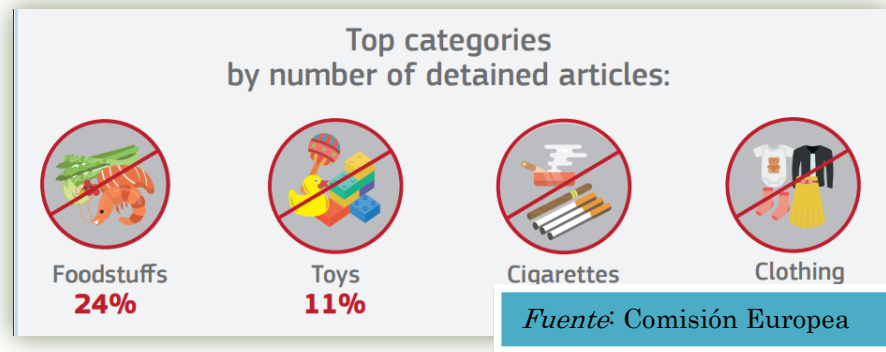 Top categories
by number of detained articles:
Foodstuffs
24%
Toys
11%
Cigarettes
Clothing
Fuente: Comisión Europea